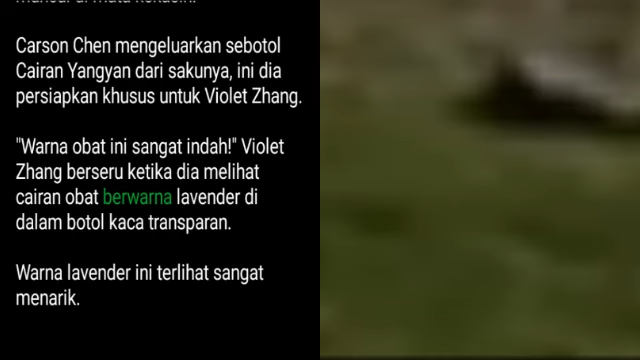 Carson Chen mengeluarkan sebotol
Cairan Yangyan dari sakunya, ini dia
persiapkan khusus untuk Violet Zhang.
"Warna obat ini sangat indah!" Violet
Zhang berseru ketika dia melihat
cairan obat berwarna lavender di
dalam botol kaca transparan.
Warna lavender ini terlihat sangat
menarik.